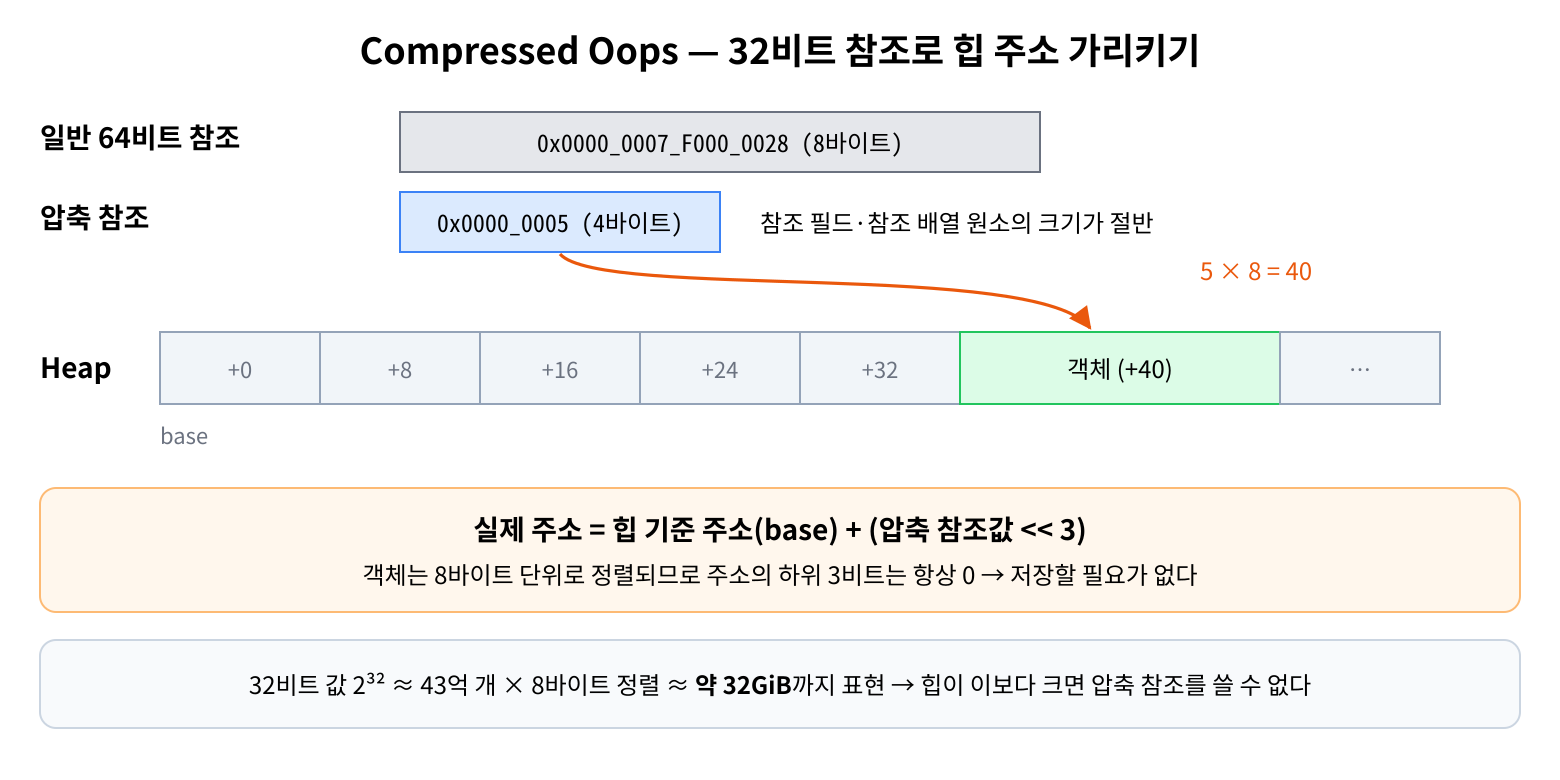 Compressed Oops — 32비트 참조로 힙 주소 가리키기
일반 64비트 참조
0x0000_0007_F000_0028 (8바이트)
압축 참조
0x0000_0005 (4바이트)
참조 필드·참조 배열 원소의 크기가 절반
5 × 8 = 40
Heap
+0
+8
+16
+24
+32
객체 (+40)
⋯
base
실제 주소 = 힙 기준 주소(base) + (압축 참조값 << 3)
객체는 8바이트 단위로 정렬되므로 주소의 하위 3비트는 항상 0 → 저장할 필요가 없다
32비트 값 2³² ≈ 43억 개 × 8바이트 정렬 ≈ 약 32GiB까지 표현 → 힙이 이보다 크면 압축 참조를 쓸 수 없다